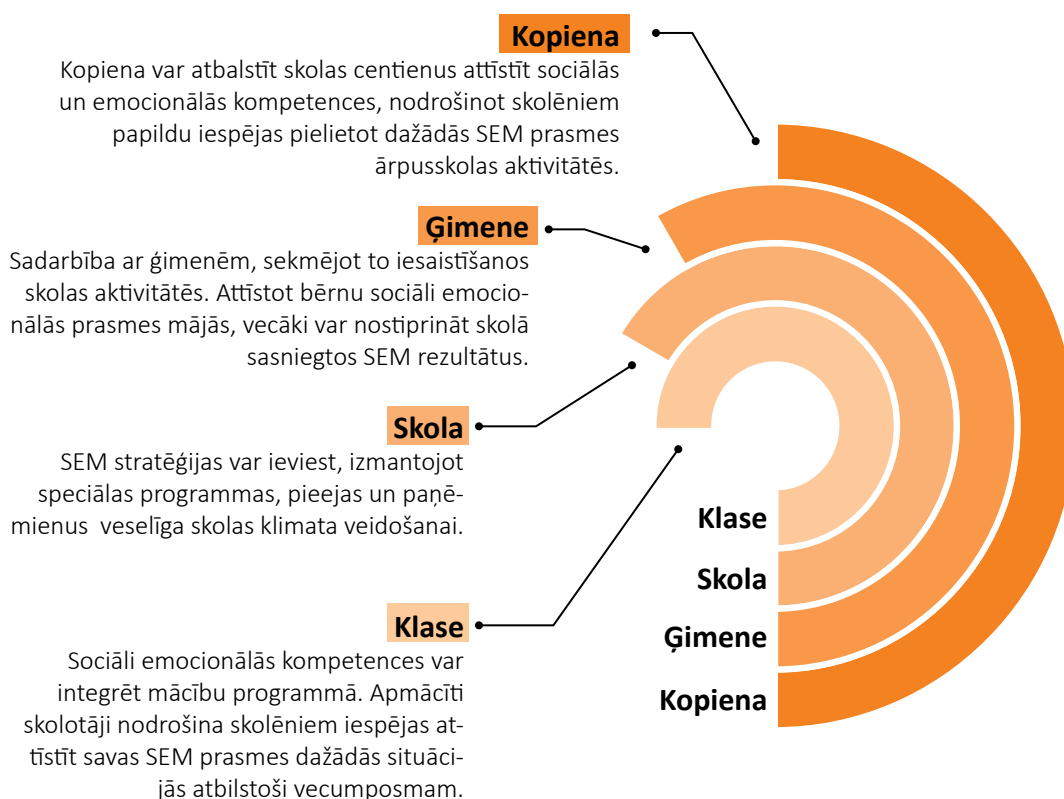 Kopiena
Kopiena var atbalstīt skolas centienus attīstīt sociālās
un emocionālās kompetences, nodrošinot skolēniem
papildu iespējas pielietot dažādās SEM prasmes
ārpusskolas aktivitātēs.
Ģimene
Sadarbība ar ģimenēm, sekmējot to iesaistīšanos
skolas aktivitātēs. Attīstot bērnu sociāli emocio-
nālās prasmes mājās, vecāki var nostiprināt skolā
sasniegtos SEM rezultātus.
Skola
SEM stratēģijas var ieviest, izmantojot
speciālas programmas, pieejas un paņē-
mienus veselīga skolas klimata veidošanai.
Klase
Sociāli emocionālās kompetences var
integrēt mācību programmā. Apmācīti
skolotāji nodrošina skolēniem iespējas at-
tīstīt savas SEM prasmes dažādās situāci-
jās atbilstoši vecumposmam.
Klase
Skola
Ģimene
Kopiena